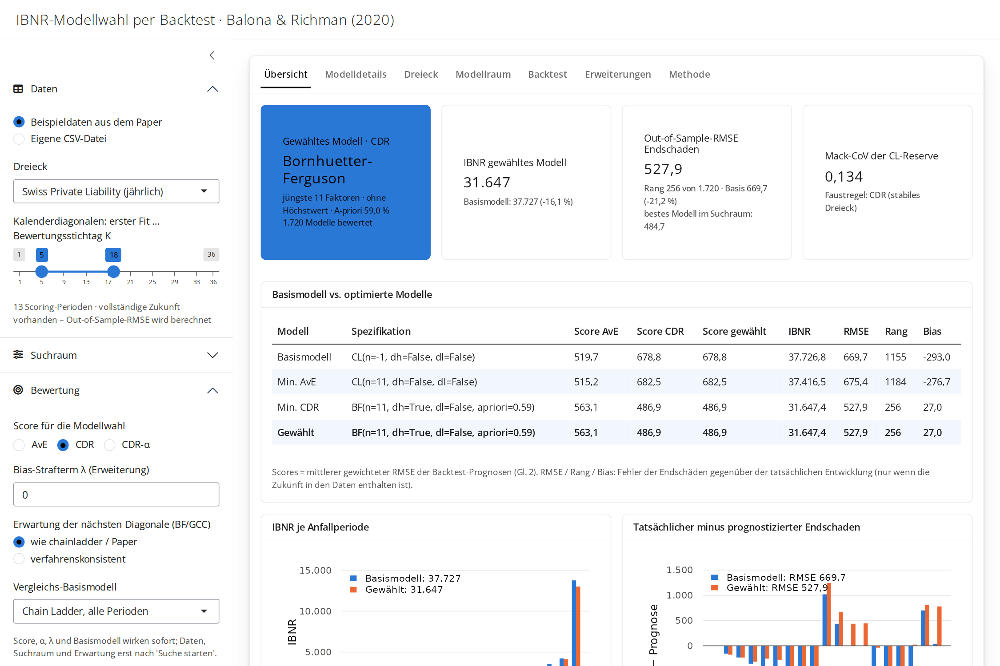 IBNR-Modellwahl per Backtest · Balona & Richman (2020)
Daten
Beispieldaten aus dem Paper
Eigene CSV-Datei
Dreieck
Swiss Private Liability (jährlich)
Kalenderdiagonalen: erster Fit ...
Bewertungsstichtag K
1 5 18 36
1 5 9 13 17 21 25 29 33 36
13 Scoring-Perioden · vollständige Zukunft
vorhanden – Out-of-Sample-RMSE wird berechnet
Suchraum
Bewertung
Score für die Modellwahl
AvE CDR CDR-α
Bias-Strafterm λ (Erweiterung)
0
Erwartung der nächsten Diagonale (BF/GCC)
wie chainladder / Paper
verfahrenskonsistent
Vergleichs-Basismodell
Chain Ladder, alle Perioden
Score, α, λ und Basismodell wirken sofort; Daten,
Suchraum und Erwartung erst nach 'Suche starten'.
Übersicht Modelldetails Dreieck Modellraum Backtest Erweiterungen Methode
Gewähltes Modell · CDR
Bornhuetter-
Ferguson
jüngste 11 Faktoren · ohne
Höchstwert · A-priori 59,0 %
1.720 Modelle bewertet
IBNR gewähltes Modell
31.647
Basismodell: 37.727 (-16,1 %)
Out-of-Sample-RMSE
Endschaden
527,9
Rang 256 von 1.720 · Basis 669,7
(-21,2 %)
bestes Modell im Suchraum:
484,7
Mack-CoV der CL-Reserve
0,134
Faustregel: CDR (stabiles
Dreieck)
Basismodell vs. optimierte Modelle
Modell Spezifikation Score AvE Score CDR Score gewählt IBNR RMSE Rang Bias
Basismodell CL(n=-1, dh=False, dl=False) 519,7 678,8 678,8 37.726,8 669,7 1155 -293,0
Min. AvE CL(n=11, dh=False, dl=False) 515,2 682,5 682,5 37.416,5 675,4 1184 -276,7
Min. CDR BF(n=11, dh=True, dl=False, apriori=0.59) 563,1 486,9 486,9 31.647,4 527,9 256 27,0
Gewählt BF(n=11, dh=True, dl=False, apriori=0.59) 563,1 486,9 486,9 31.647,4 527,9 256 27,0
Scores = mittlerer gewichteter RMSE der Backtest-Prognosen (Gl. 2). RMSE / Rang / Bias: Fehler der Endschäden gegenüber der tatsächlichen Entwicklung (nur wenn die
Zukunft in den Daten enthalten ist).
IBNR je Anfallperiode
15.000
10.000
5.000
IBNR
Basismodell: 37.727
Gewählt: 31.647
Tatsächlicher minus prognostizierter Endschaden
1.500
1.000
500
0
– Prognose
Basismodell: RMSE 669,7
Gewählt: RMSE 527,9